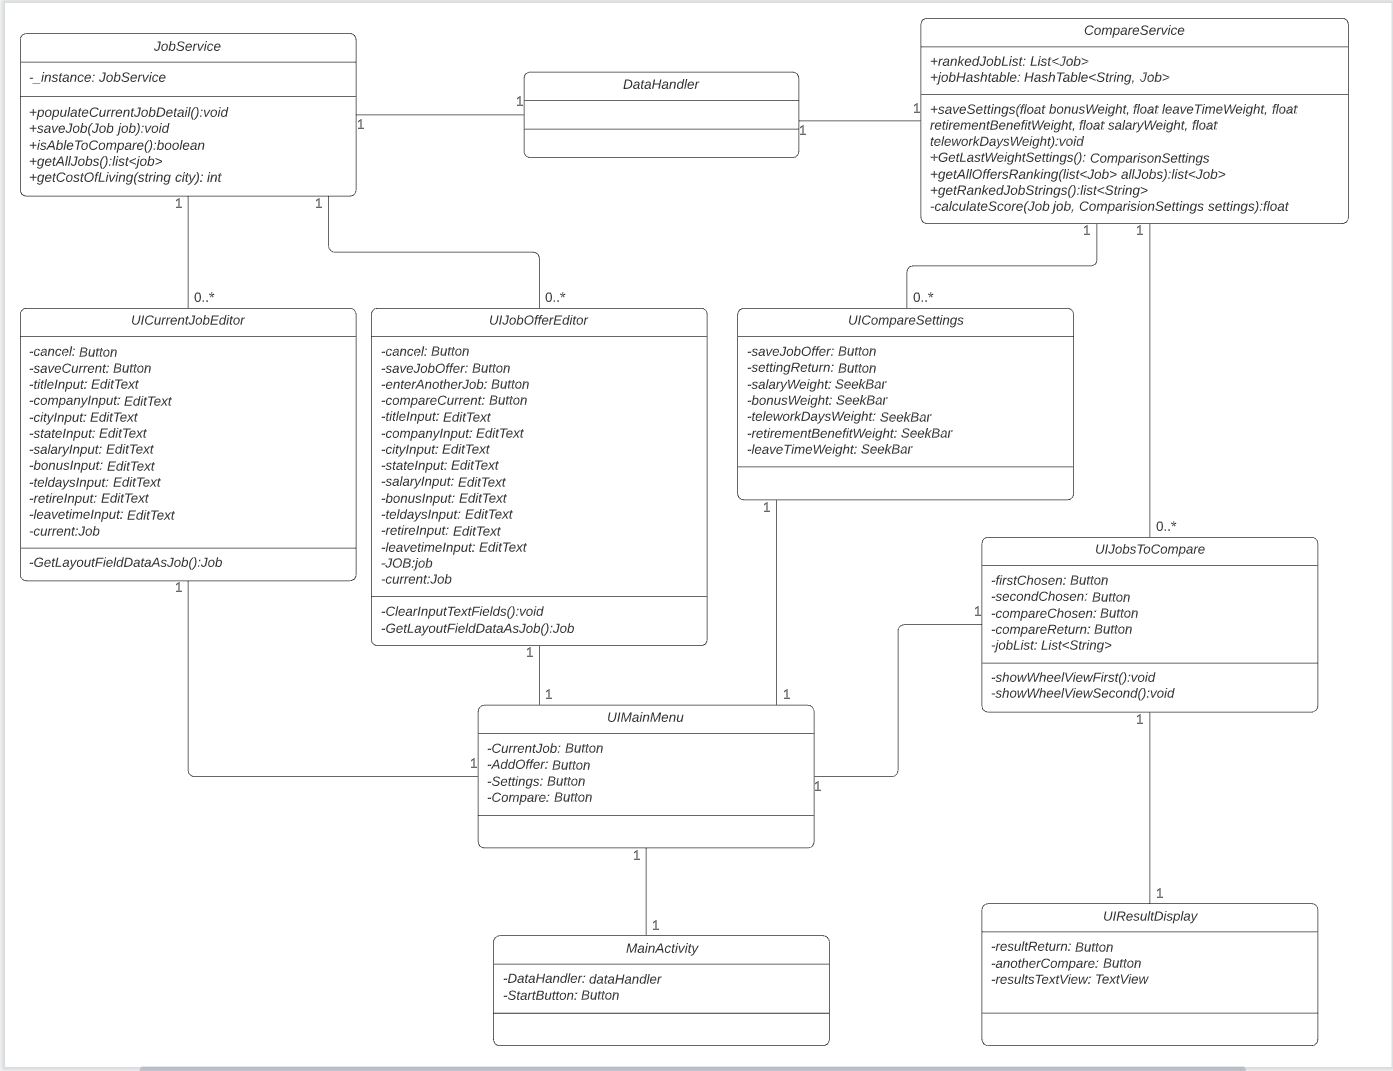 JobService
-_instance: JobService
+populateCurrentJobDetail():void
+saveJob(Job job):void
+isAbleToCompare():boolean
+getAllJobs():list<job>
+getCostOfLiving(string city): int
1
1
1
DataHandler
1
1
CompareService
+rankedJobList: List<Job>
+jobHashtable: HashTable<String, Job>
+saveSettings(float bonusWeight, float leaveTimeWeight, float
retirementBenefitWeight, float salaryWeight, float
teleworkDaysWeight):void
+GetLastWeightSettings(): ComparisonSettings
+getAllOffersRanking(list<Job> allJobs):list<Job>
+getRankedJobStrings():list<String>
-calculateScore(Job job, ComparisionSettings settings):float
1
1
1
0..*
UICurrentJobEditor
-cancel: Button
-saveCurrent: Button
-titleInput: EditText
-companyInput: EditText
-cityInput: EditText
-stateInput: EditText
-salaryInput: EditText
-bonusInput: EditText
-teldaysInput: EditText
-retireInput: EditText
-leavetimeInput: EditText
-current:Job
-GetLayoutFieldDataAsJob():Job
1
0..*
UIJobOfferEditor
-cancel: Button
-saveJobOffer: Button
-enterAnotherJob: Button
-compareCurrent: Button
-titleInput: EditText
-companyInput: EditText
-cityInput: EditText
-stateInput: EditText
-salaryInput: EditText
-bonusInput: EditText
-teldaysInput: EditText
-retireInput: EditText
-leavetimeInput: EditText
-JOB:job
-current:Job
-ClearInputTextFields():void
-GetLayoutFieldDataAsJob():Job
1
0..*
UICompareSettings
-saveJobOffer: Button
-settingReturn: Button
-salaryWeight: SeekBar
-bonusWeight: SeekBar
-teleworkDaysWeight: SeekBar
-retirementBenefitWeight: SeekBar
-leaveTimeWeight: SeekBar
1
0..*
UIJobsToCompare
-firstChosen: Button
-secondChosen: Button
-compareChosen: Button
-compareReturn: Button
-jobList: List<String>
-showWheelViewFirst():void
-showWheelViewSecond():void
1
1
1
1
UIMainMenu
-CurrentJob: Button
-AddOffer: Button
-Settings: Button
-Compare: Button
1
1
1
1
MainActivity
-DataHandler: dataHandler
-StartButton: Button
1
UIResultDisplay
-resultReturn: Button
-anotherCompare: Button
-resultsTextView: TextView